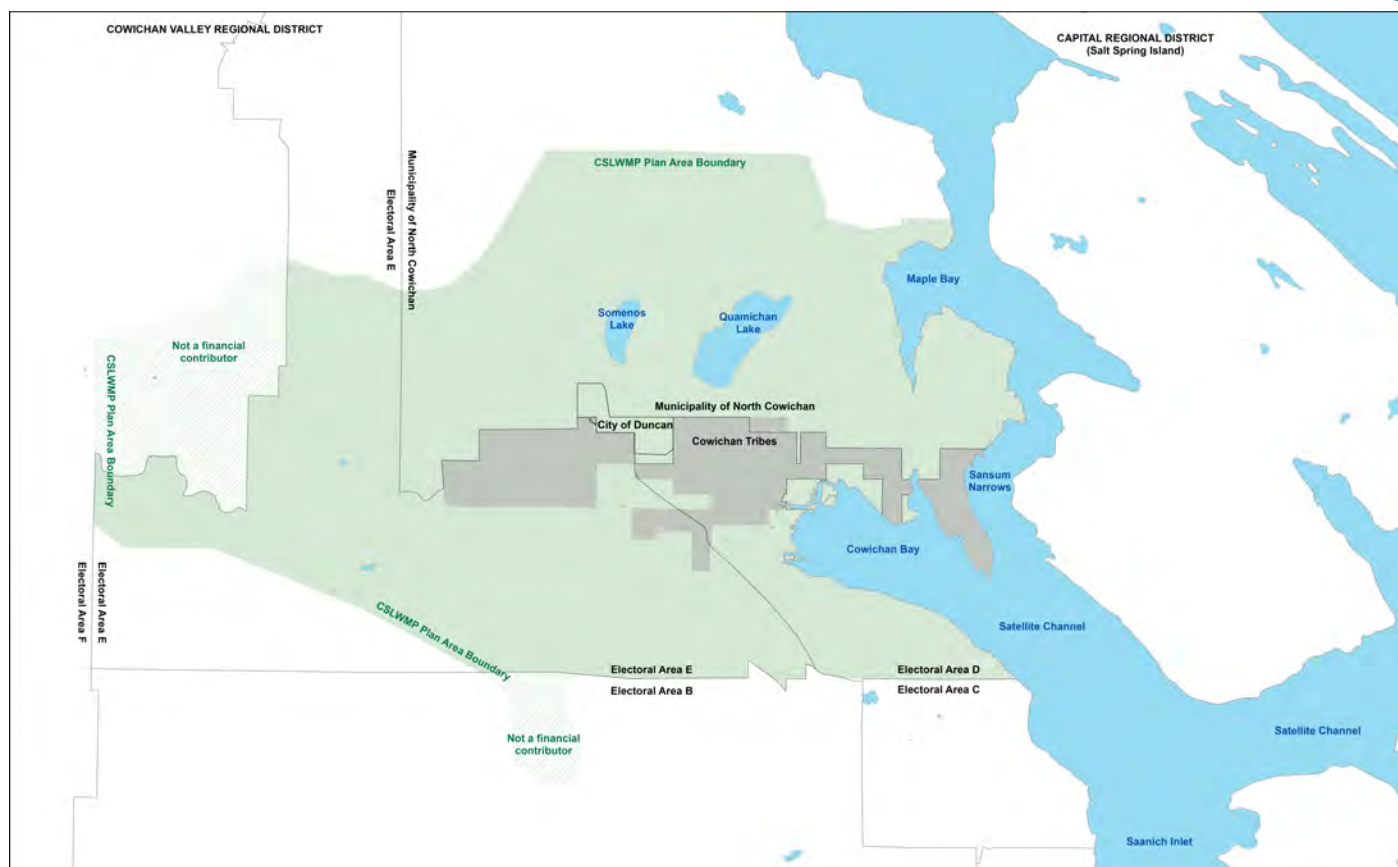 COWICHAN VALLEY REGIONAL DISTRICT
CAPITAL REGIONAL DISTRICT
(Salt Spring Island)
CSLWMP Plan Area Boundary
Municipality of North Cowichan
Electoral Area E
Maple Bay
Somenos
Lake
Quamichan
Lake
Not a financial
contributor
CSLWMP Plan Area Boundary
Municipality of North Cowichan
City of Duncan
Cowichan Tribes
Sansum
Narrows
Cowichan Bay
Electoral Area E
Electoral Area F
CSLWMP Plan Area Boundary
Satellite Channel
Electoral Area E
Electoral Area B
Electoral Area D
Electoral Area C
Not a financial
contributor
Satellite Channel
Saanich Inlet